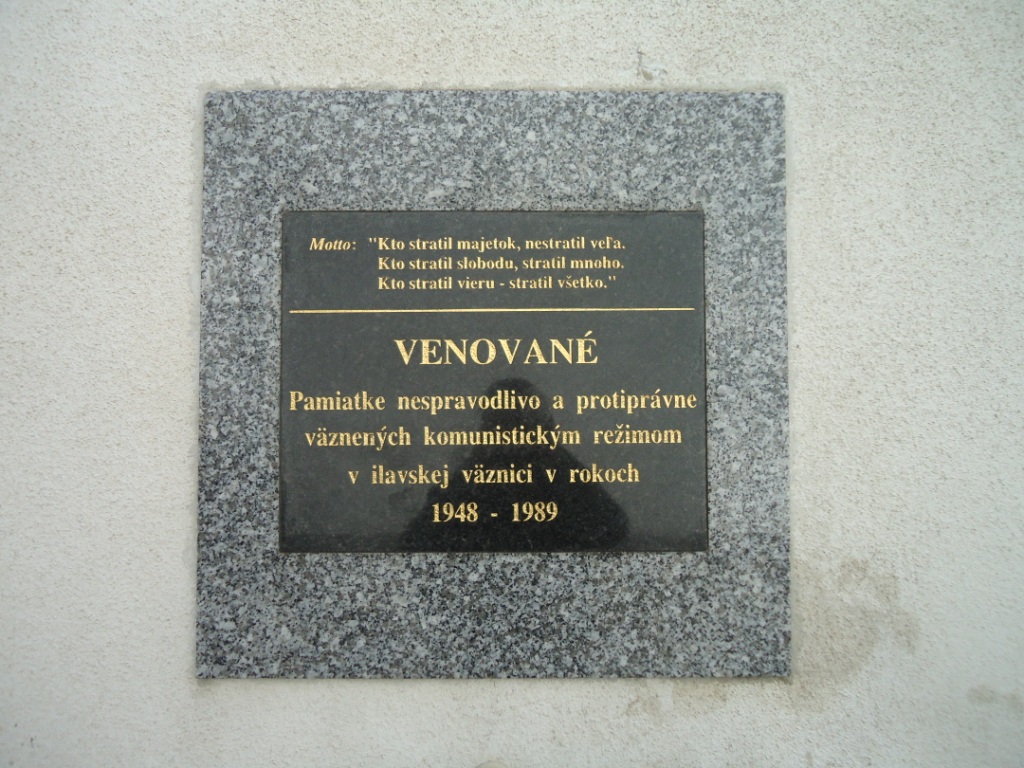 Motto: "Kto stratil majetok, nestratil veľa.
Kto stratil slobodu, stratil mnoho.
Kto stratil vieru - stratil všetko."
VENOVANÉ
Pamiatke nespravodlivo a protiprávne
väznených komunistickým režimom
v ilavskej väznici v rokoch
1948 - 1989